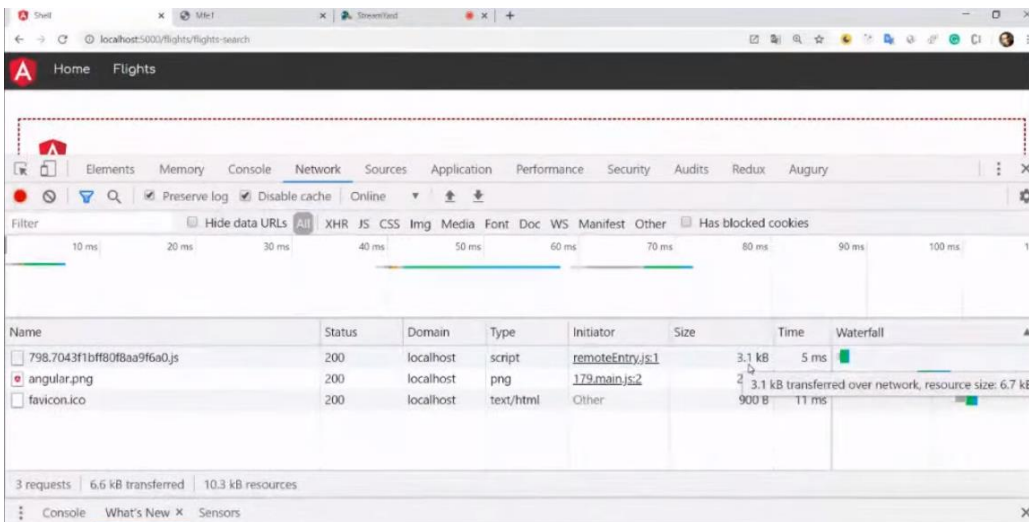 Shell Mfe1 StreamYard
localhost:5000/flights/flights-search
Home Flights
Elements Memory Console Network Sources Application Performance Security Audits Redux Augury
Preserve log Disable cache Online
Filter Hide data URLs All XHR JS CSS Img Media Font Doc WS Manifest Other Has blocked cookies
10 ms 20 ms 30 ms 40 ms 50 ms 60 ms 70 ms 80 ms 90 ms 100 ms
Name Status Domain Type Initiator Size Time Waterfall
798.7043f1bff80f8aa9f6a0.js 200 localhost script remoteEntry.js:1 3.1 kB 5 ms
angular.png 200 localhost png 179.main.js:2 2
3.1 kB transferred over network, resource size: 6.7 kB
favicon.ico 200 localhost text/html Other 900 B 11 ms
3 requests 6.6 kB transferred 10.3 kB resources
Console What's New Sensors